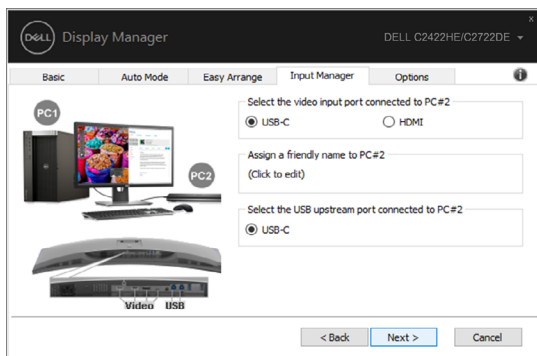 x
DELL Display Manager
DELL C2422HE/C2722DE
Basic
Auto Mode
Easy Arrange
Input Manager
Options
i
PC1
PC2
Video USB
Select the video input port connected to PC#2
USB-C
HDMI
Assign a friendly name to PC#2
(Click to edit)
Select the USB upstream port connected to PC#2
USB-C
< Back
Next >
Cancel